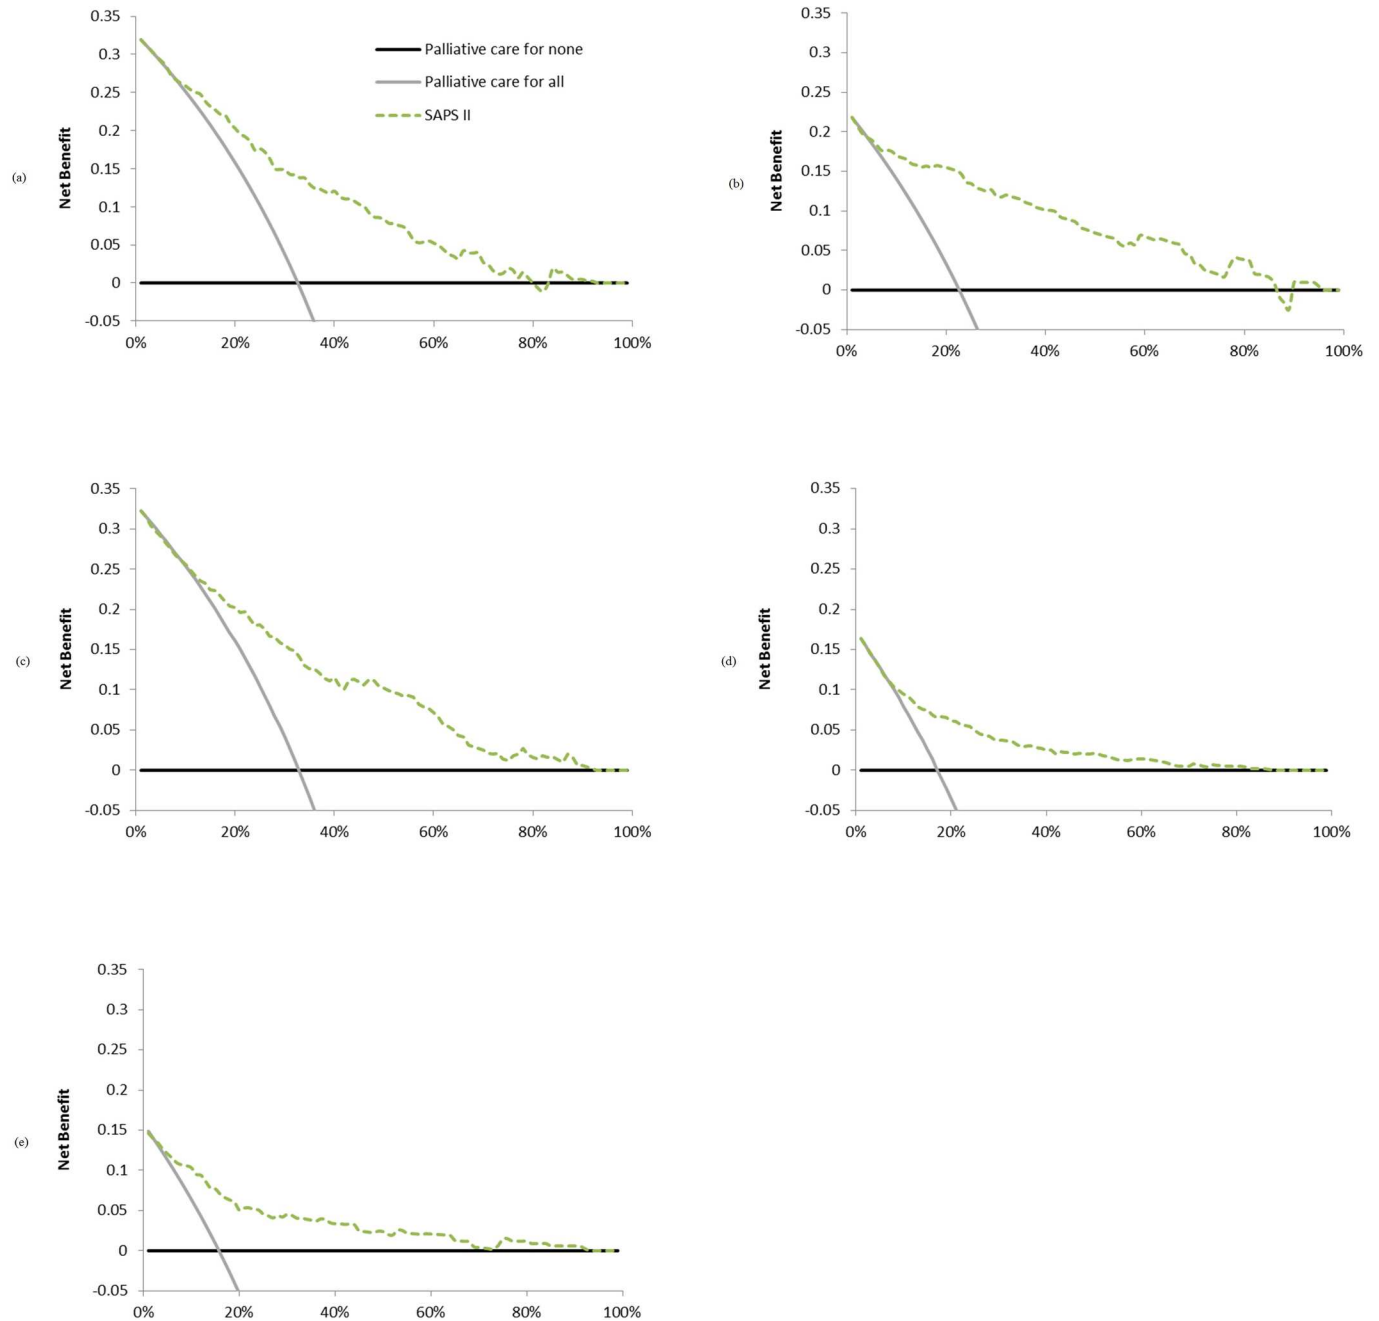 (a)
Net Benefit
0.35
0.3
0.25
0.2
0.15
0.1
0.05
0
-0.05
0% 20% 40% 60% 80% 100%
Palliative care for none
Palliative care for all
SAPS II
(b)
Net Benefit
0.35
0.3
0.25
0.2
0.15
0.1
0.05
0
-0.05
0% 20% 40% 60% 80% 100%
(c)
Net Benefit
0.35
0.3
0.25
0.2
0.15
0.1
0.05
0
-0.05
0% 20% 40% 60% 80% 100%
(d)
Net Benefit
0.35
0.3
0.25
0.2
0.15
0.1
0.05
0
-0.05
0% 20% 40% 60% 80% 100%
(e)
Net Benefit
0.35
0.3
0.25
0.2
0.15
0.1
0.05
0
-0.05
0% 20% 40% 60% 80% 100%